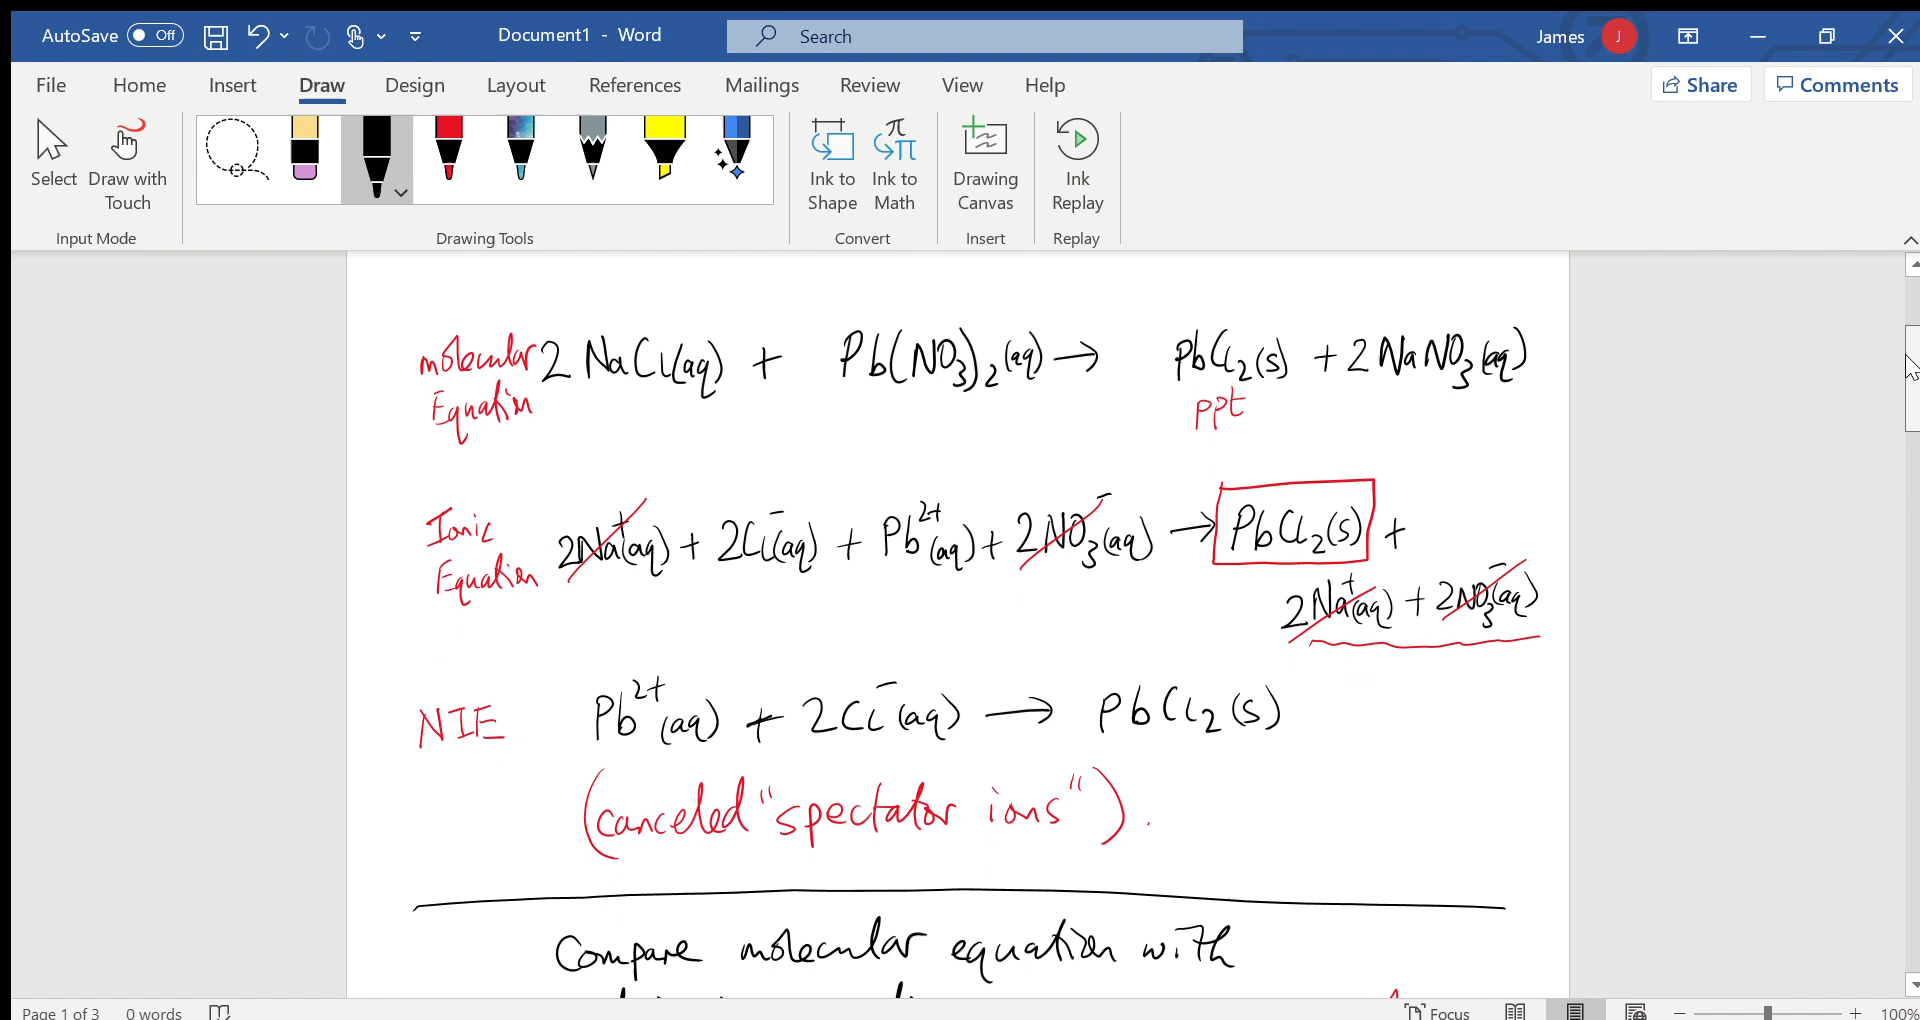 AutoSave Off Document1 - Word Search James J
File Home Insert Draw Design Layout References Mailings Review View Help Share Comments
Select Draw with Touch Ink to Shape Ink to Math Drawing Canvas Ink Replay
Input Mode Drawing Tools Convert Insert Replay
molecular 2 NaCl(aq) + Pb(NO₃)₂(aq) → PbCl₂(s) + 2 NaNO₃(aq)
Equation ppt
Ionic 2Na⁺(aq) + 2Cl⁻(aq) + Pb²⁺(aq) + 2NO₃⁻(aq) → PbCl₂(s) +
Equation 2Na⁺(aq) + 2NO₃⁻(aq)
NIE Pb²⁺(aq) + 2Cl⁻(aq) → PbCl₂(s)
(canceled "spectator ions").
Compare molecular equation with
Page 1 of 3 0 words Focus 100%